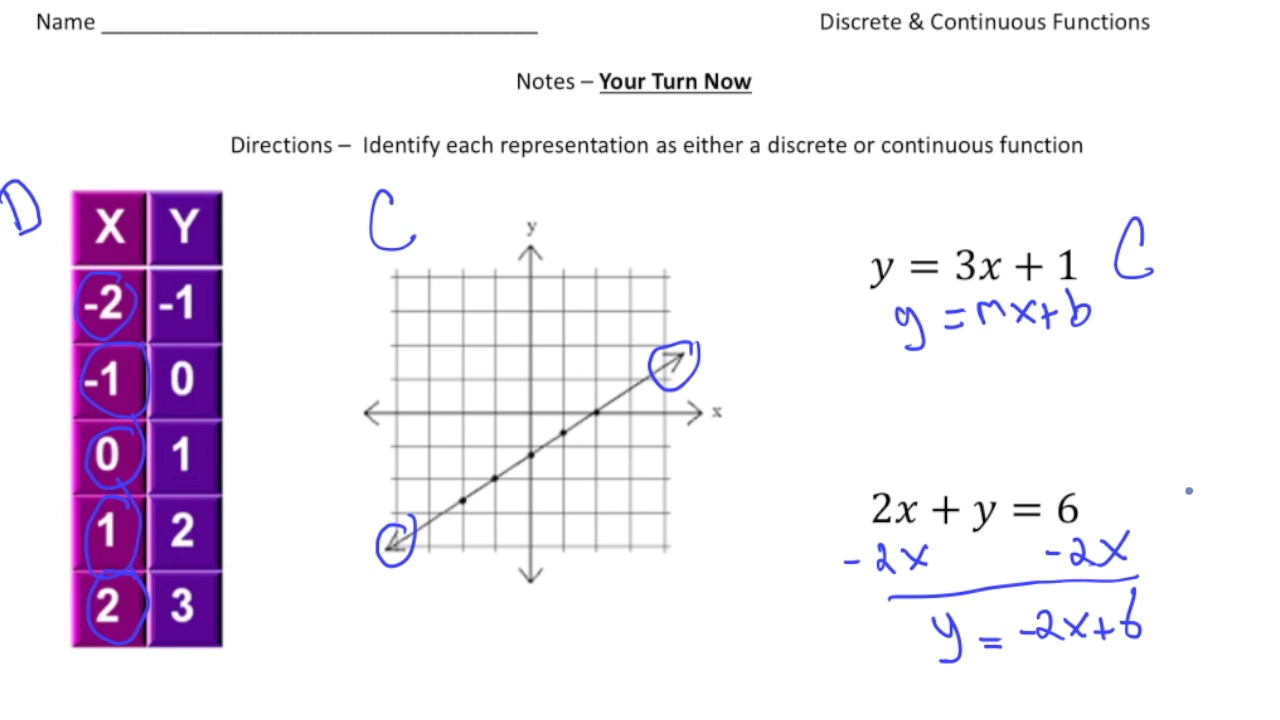 Name ________________ Discrete & Continuous Functions
Notes – Your Turn Now
Directions – Identify each representation as either a discrete or continuous function
D
X Y
-2 -1
-1 0
0 1
1 2
2 3
C
y
x
y = 3x + 1 C
y = mx+b
2x + y = 6
-2x -2x
y = -2x+6